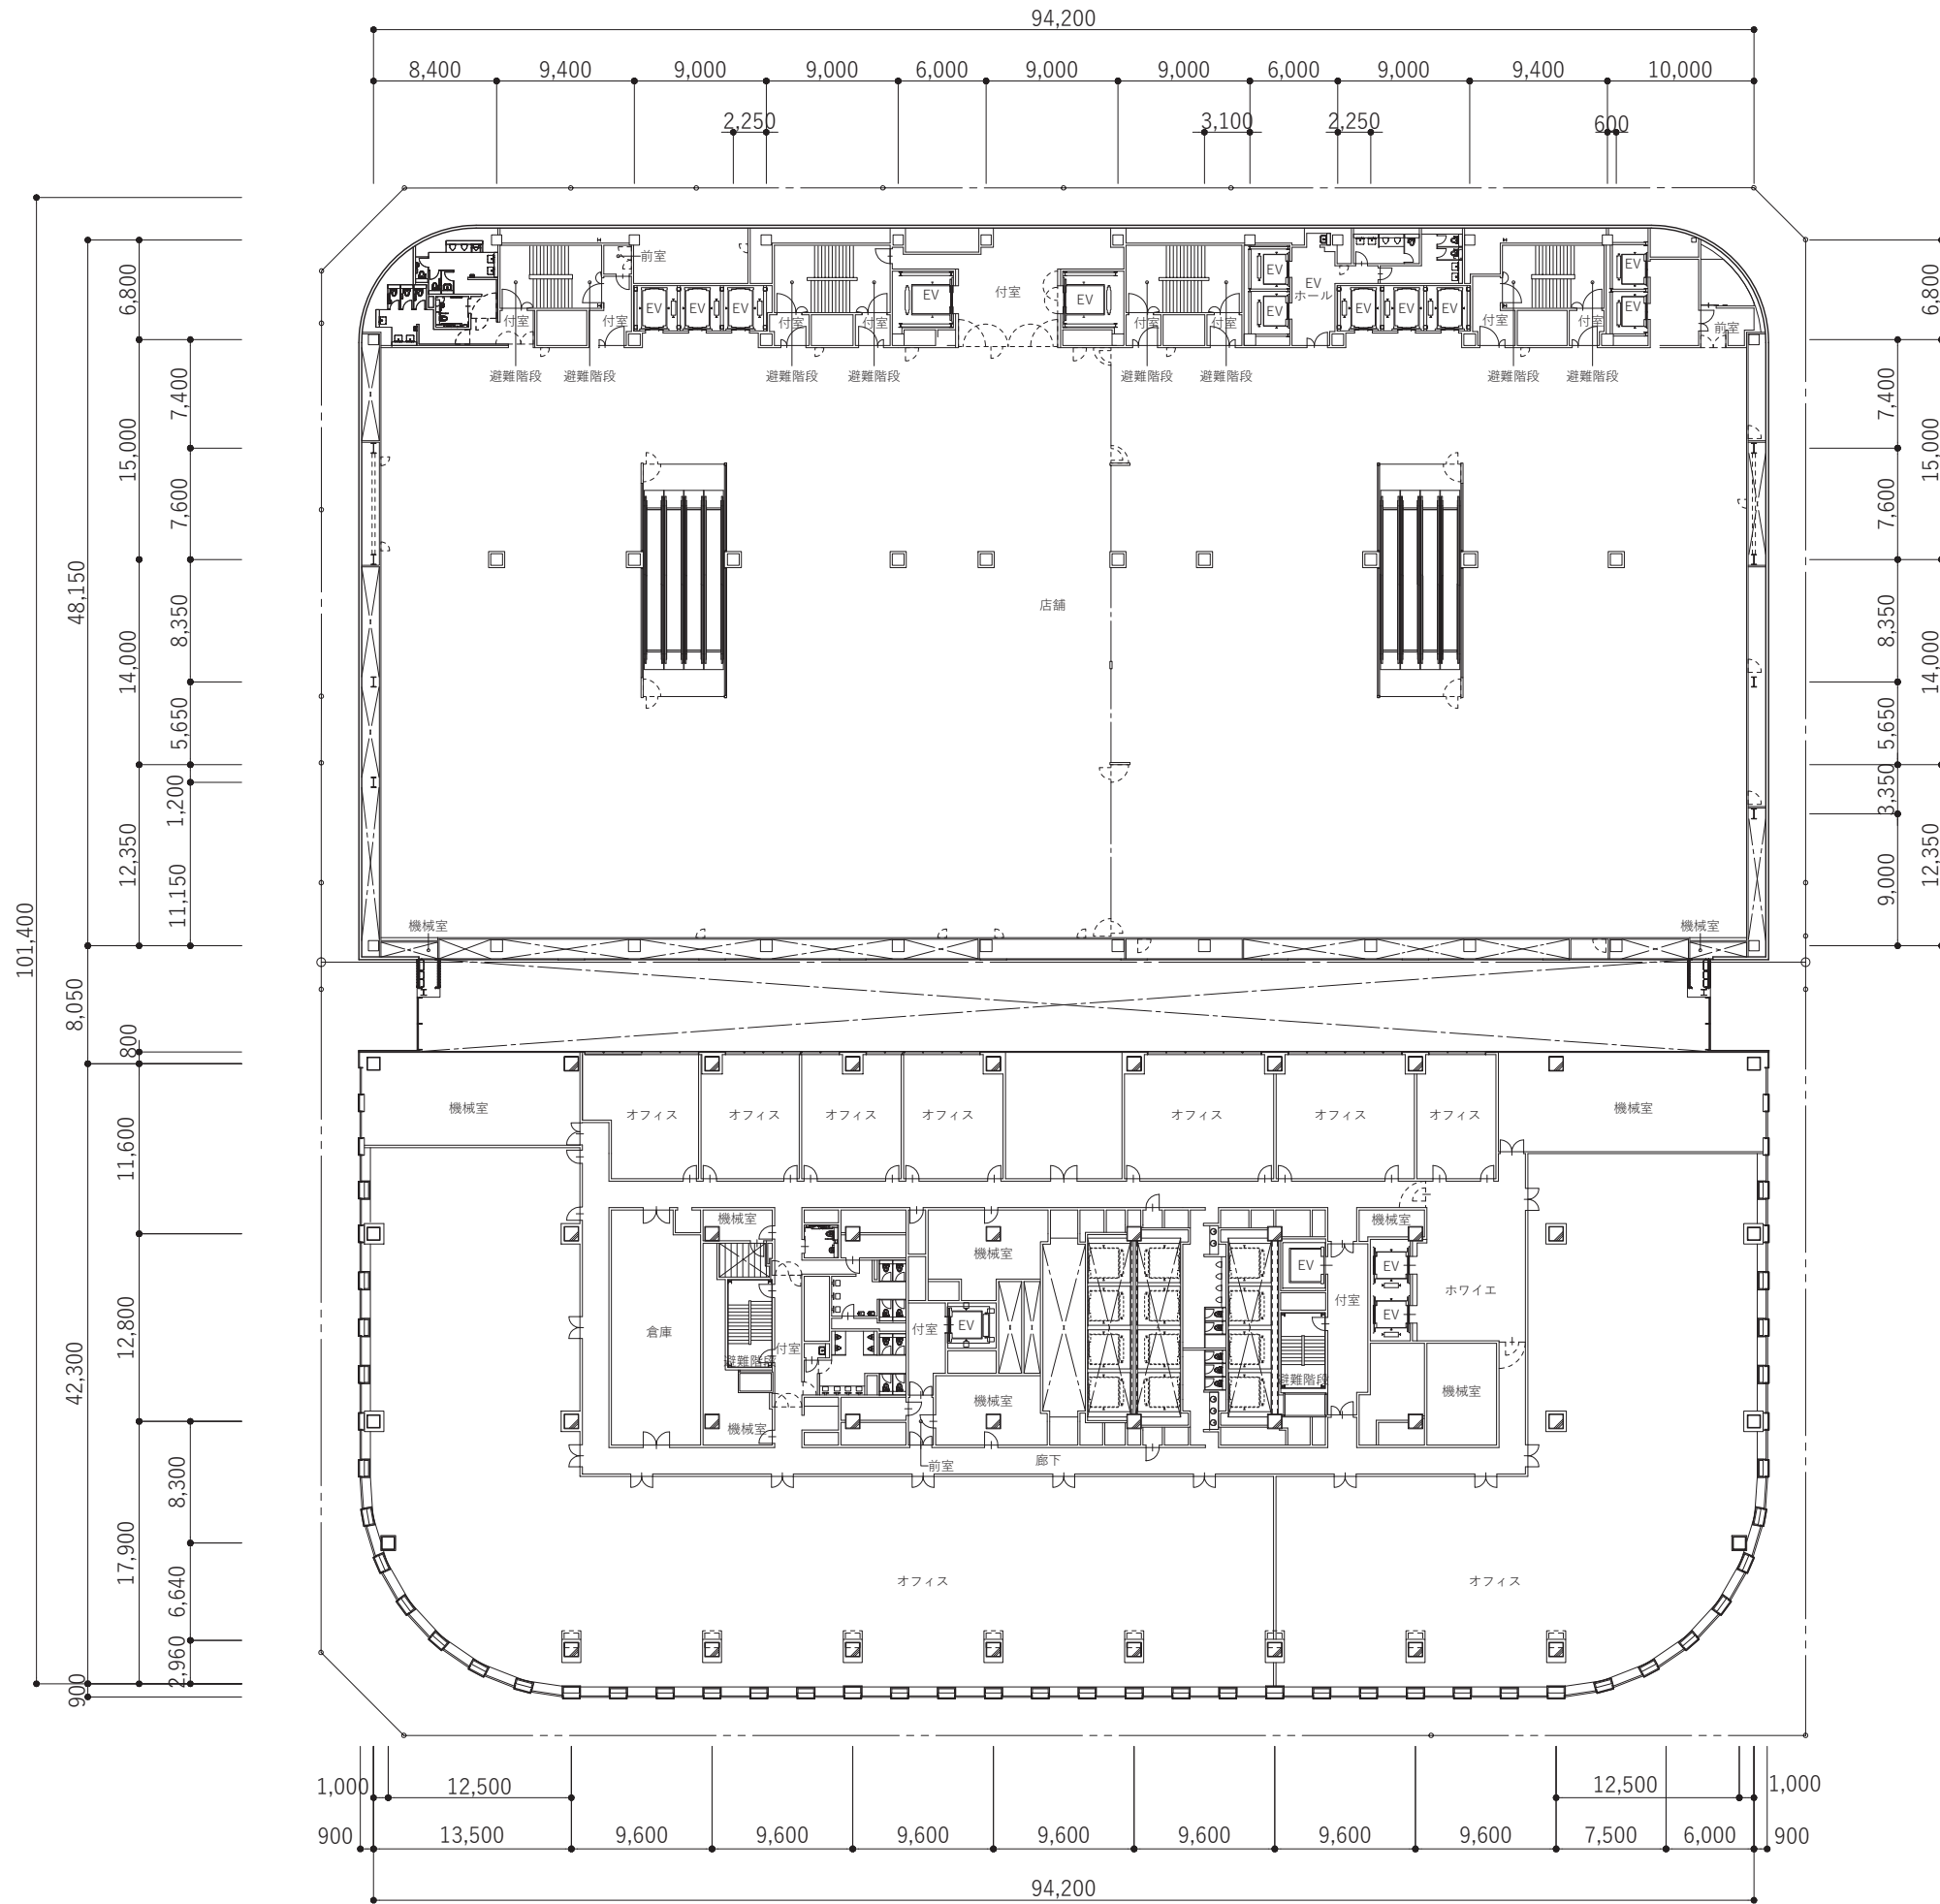 94,200
8,400 9,400 9,000 9,000 6,000 9,000 9,000 6,000 9,000 9,400 10,000
2,250 3,100 2,250 600
101,400
48,150
8,050
42,300
900
6,800
15,000
14,000
12,350
800
11,600
12,800
17,900
7,400
7,600
8,350
5,650
1,200
11,150
8,300
6,640
2,960
前室
EV EV EV
EV
付室
EV
EV
EV
EV
ホール
EV EV EV
EV
EV
付室 付室 付室 付室 付室 付室 付室 付室
前室
避難階段 避難階段 避難階段 避難階段 避難階段 避難階段 避難階段 避難階段
店舗
機械室 機械室
6,800
7,400
7,600
8,350
5,650
3,350
9,000
15,000
14,000
12,350
機械室 オフィス オフィス オフィス オフィス オフィス オフィス オフィス 機械室
機械室 機械室
機械室
EV EV
EV
ホワイエ
倉庫
付室
EV
付室
付室
避難階段
避難階段
機械室
機械室
機械室
前室
廊下
オフィス オフィス
1,000 12,500 12,500 1,000
900 13,500 9,600 9,600 9,600 9,600 9,600 9,600 9,600 7,500 6,000 900
94,200